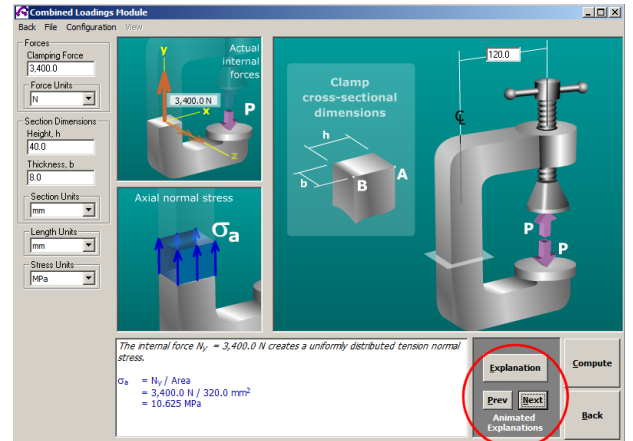 Combined Loadings Module
Back File Configuration View
Forces
Clamping Force
3,400.0
Force Units
N
Section Dimensions
Height, h
40.0
Thickness, b
8.0
Section Units
mm
Length Units
mm
Stress Units
MPa
y
Actual
internal
forces
3,400.0 N
P
x
z
Axial normal stress
σa
Clamp
cross-sectional
dimensions
h
b
B
A
120.0
℄
P
P
The internal force Ny = 3,400.0 N creates a uniformly distributed tension normal
stress.
σa = Ny / Area
= 3,400.0 N / 320.0 mm²
= 10.625 MPa
Explanation
Prev Next
Animated
Explanations
Compute
Back